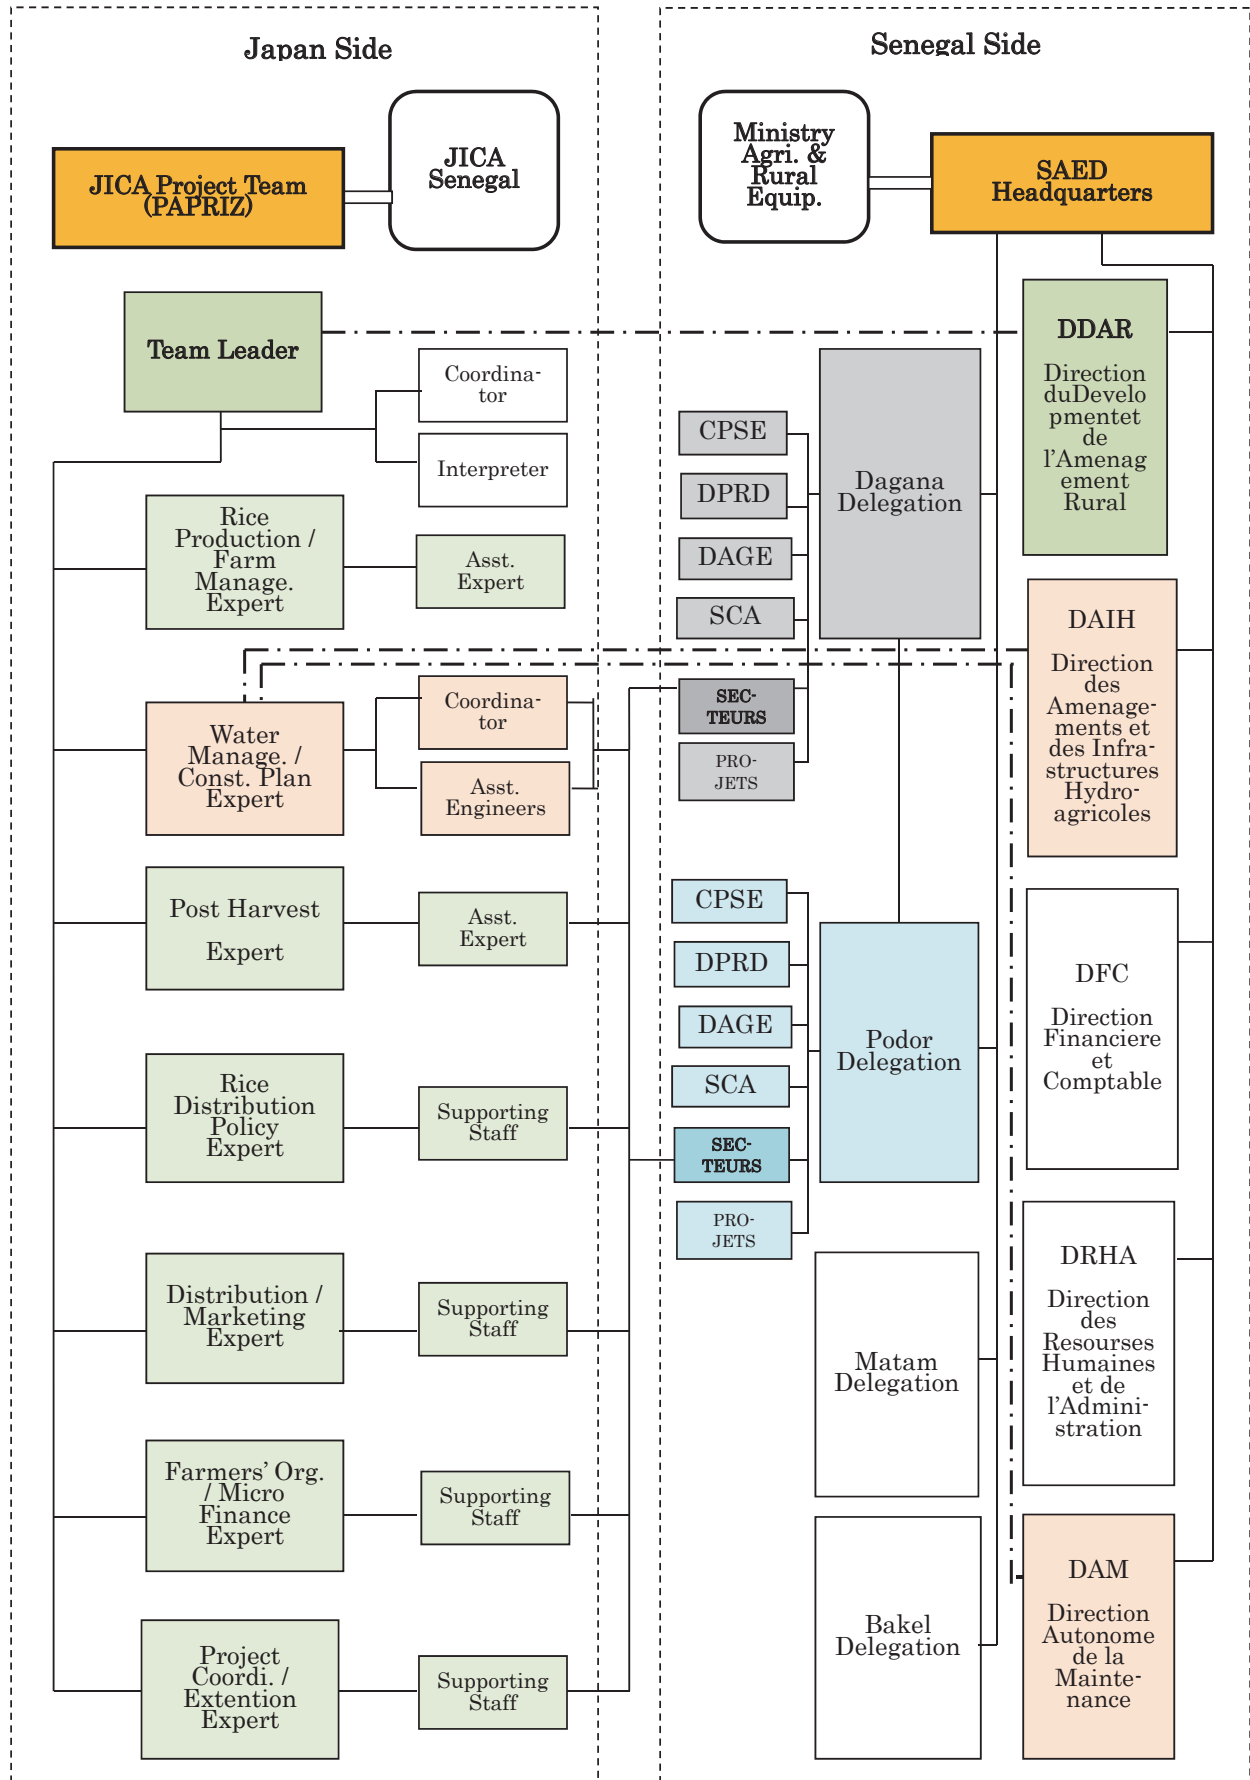 Japan Side
JICA Project Team
(PAPRIZ)
JICA
Senegal
Team Leader
Coordina-
tor
Interpreter
Rice
Production /
Farm
Manage.
Expert
Asst.
Expert
Water
Manage. /
Const. Plan
Expert
Coordina-
tor
Asst.
Engineers
Post Harvest
Expert
Asst.
Expert
Rice
Distribution
Policy
Expert
Supporting
Staff
Distribution /
Marketing
Expert
Supporting
Staff
Farmers' Org.
/ Micro
Finance
Expert
Supporting
Staff
Project
Coordi. /
Extention
Expert
Supporting
Staff
Senegal Side
Ministry
Agri. &
Rural
Equip.
SAED
Headquarters
CPSE
DPRD
DAGE
SCA
SEC-
TEURS
PRO-
JETS
Dagana
Delegation
CPSE
DPRD
DAGE
SCA
SEC-
TEURS
PRO-
JETS
Podor
Delegation
Matam
Delegation
Bakel
Delegation
DDAR
Direction
duDevelo
pmentet
de
l'Amenag
ement
Rural
DAIH
Direction
des
Amenage-
ments et
des Infra-
structures
Hydro-
agricoles
DFC
Direction
Financiere
et
Comptable
DRHA
Direction
des
Resourses
Humaines
et de
l'Admini-
stration
DAM
Direction
Autonome
de la
Mainte-
nance